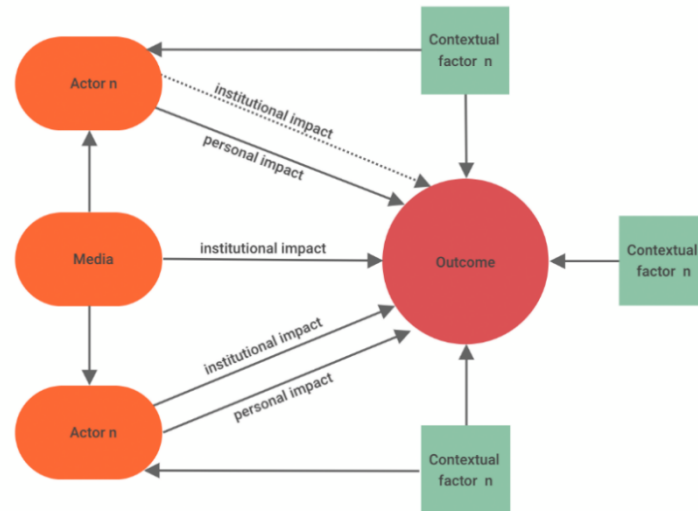 Contextual
factor n
Actor n
institutional impact
personal impact
Media
institutional impact
Outcome
Contextual
factor n
institutional impact
personal impact
Actor n
Contextual
factor n